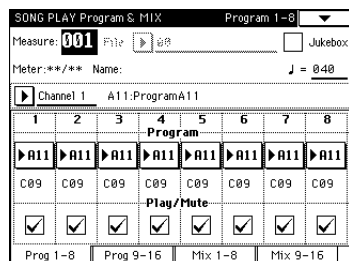 SONG PLAY Program & MIX Program 1-8
Measure: 001 File 00 Jukebox
Meter:**/** Name: ♩ = 040
Channel 1 A11:ProgramA11
1 2 3 4 5 6 7 8
Program
A11 A11 A11 A11 A11 A11 A11 A11
C09 C09 C09 C09 C09 C09 C09 C09
Play/Mute
Prog 1-8 Prog 9-16 Mix 1-8 Mix 9-16